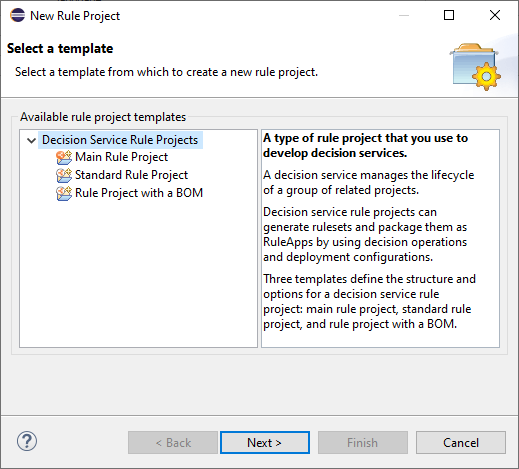 New Rule Project
Select a template
Select a template from which to create a new rule project.
Available rule project templates
Decision Service Rule Projects
Main Rule Project
Standard Rule Project
Rule Project with a BOM
A type of rule project that you use to
develop decision services.
A decision service manages the lifecycle
of a group of related projects.
Decision service rule projects can
generate rulesets and package them as
RuleApps by using decision operations
and deployment configurations.
Three templates define the structure and
options for a decision service rule
project: main rule project, standard rule
project, and rule project with a BOM.
?
< Back
Next >
Finish
Cancel